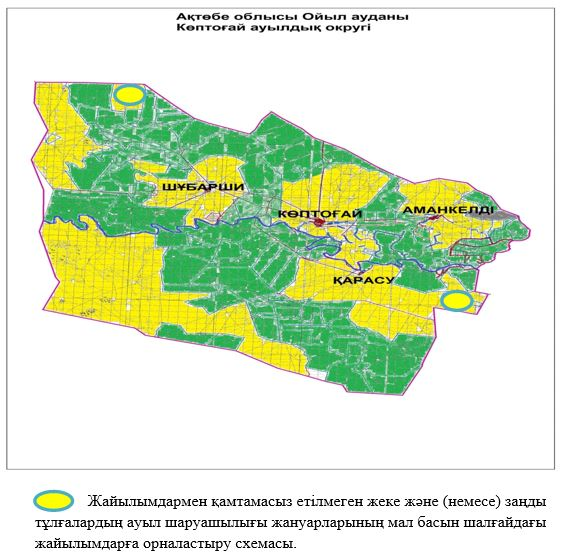 Ақтөбе облысы Ойыл ауданы
Көптоғай ауылдық округі
ШҰБАРШИ
КӨПТОҒАЙ
АМАНКЕЛДІ
ҚАРАСУ
Жайылымдармен қамтамасыз етілмеген жеке және (немесе) заңды
тұлғалардың ауыл шаруашылығы жануарларының мал басын шалғайдағы
жайылымдарға орналастыру схемасы.